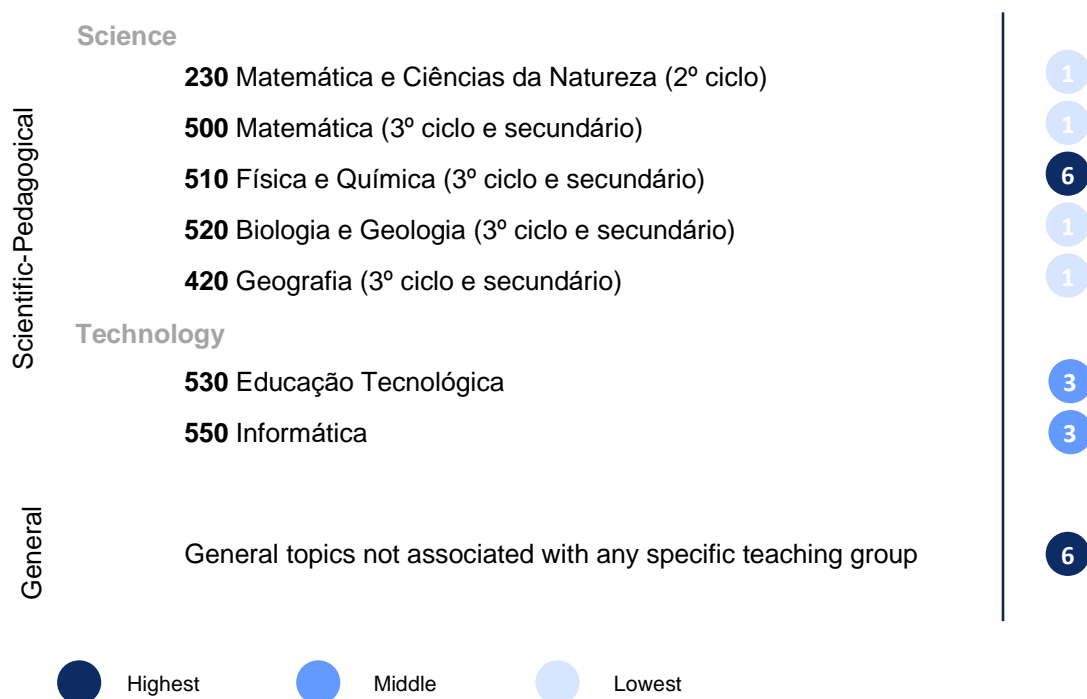 Science
230 Matemática e Ciências da Natureza (2º ciclo) 1
500 Matemática (3º ciclo e secundário) 1
510 Física e Química (3º ciclo e secundário) 6
520 Biologia e Geologia (3º ciclo e secundário) 1
420 Geografia (3º ciclo e secundário) 1
Scientific-Pedagogical
Technology
530 Educação Tecnológica 3
550 Informática 3
General
General topics not associated with any specific teaching group 6
Highest Middle Lowest